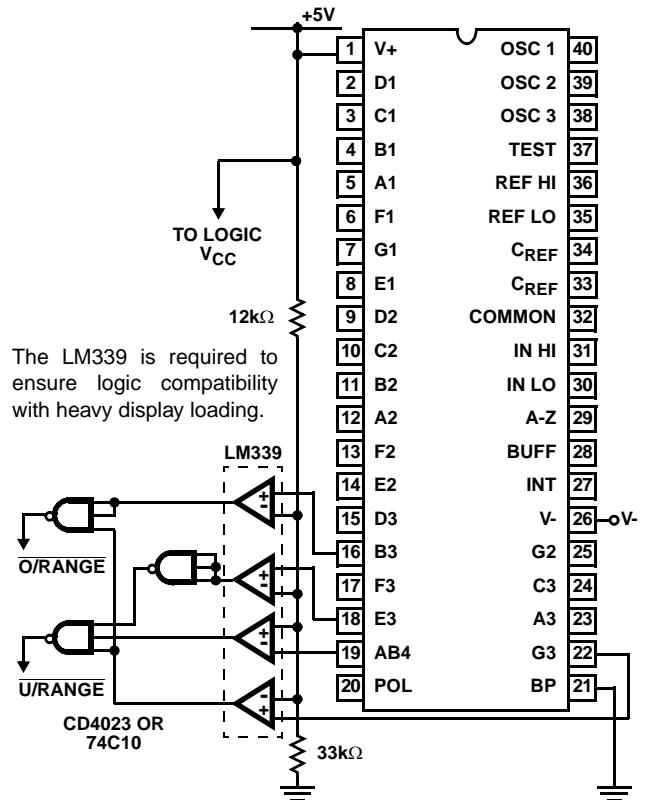 +5V
1 V+ OSC 1 40
2 D1 OSC 2 39
3 C1 OSC 3 38
4 B1 TEST 37
5 A1 REF HI 36
6 F1 REF LO 35
7 G1 CREF 34
8 E1 CREF 33
9 D2 COMMON 32
10 C2 IN HI 31
11 B2 IN LO 30
12 A2 A-Z 29
13 F2 BUFF 28
14 E2 INT 27
15 D3 V- 26 V-
16 B3 G2 25
17 F3 C3 24
18 E3 A3 23
19 AB4 G3 22
20 POL BP 21
TO LOGIC
VCC
12kΩ
The LM339 is required to
ensure logic compatibility
with heavy display loading.
LM339
+
-
+
-
-
+
-
+
O/RANGE
U/RANGE
CD4023 OR
74C10
33kΩ